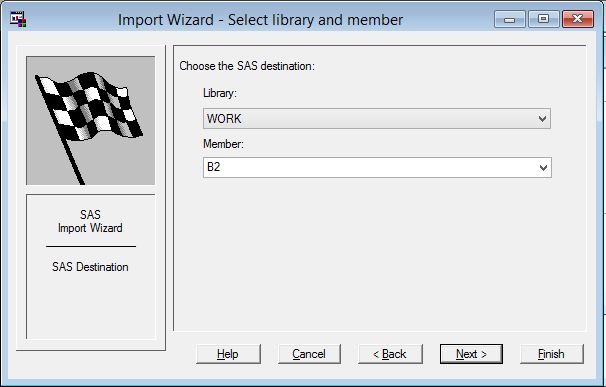 Import Wizard - Select library and member
SAS
Import Wizard
SAS Destination
Choose the SAS destination:
Library:
WORK
Member:
B2
Help
Cancel
< Back
Next >
Finish